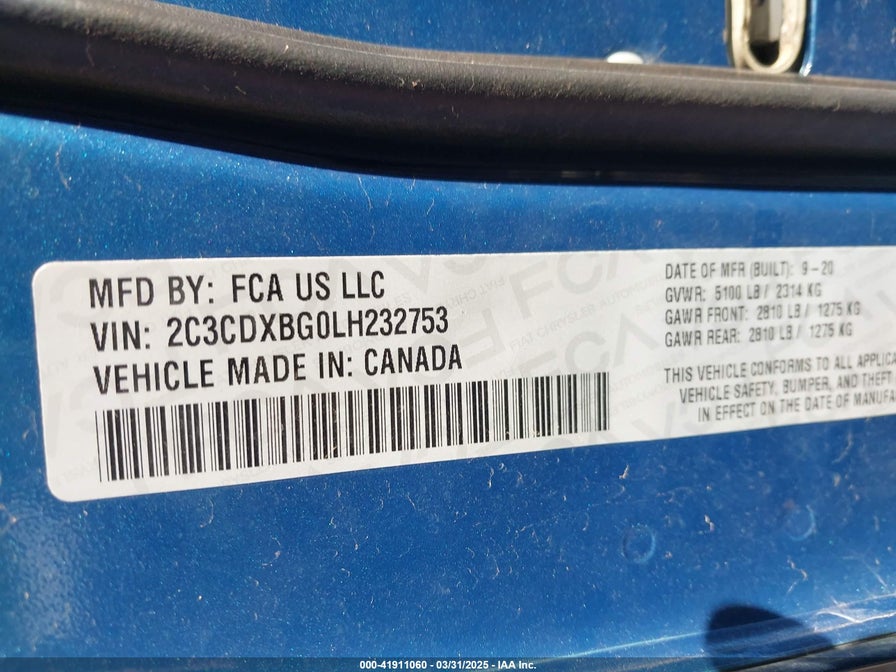 MFD BY: FCA US LLC
VIN: 2C3CDXBG0LH232753
VEHICLE MADE IN: CANADA
DATE OF MFR (BUILT): 9-20
GVWR: 5100 LB / 2314 KG
GAWR FRONT: 2810 LB / 1275 KG
GAWR REAR: 2810 LB / 1275 KG
THIS VEHICLE CONFORMS TO ALL APPLICA
VEHICLE SAFETY, BUMPER, AND THEFT
IN EFFECT ON THE DATE OF MANUFA
000-41911060 - 03/31/2025 - IAA Inc.